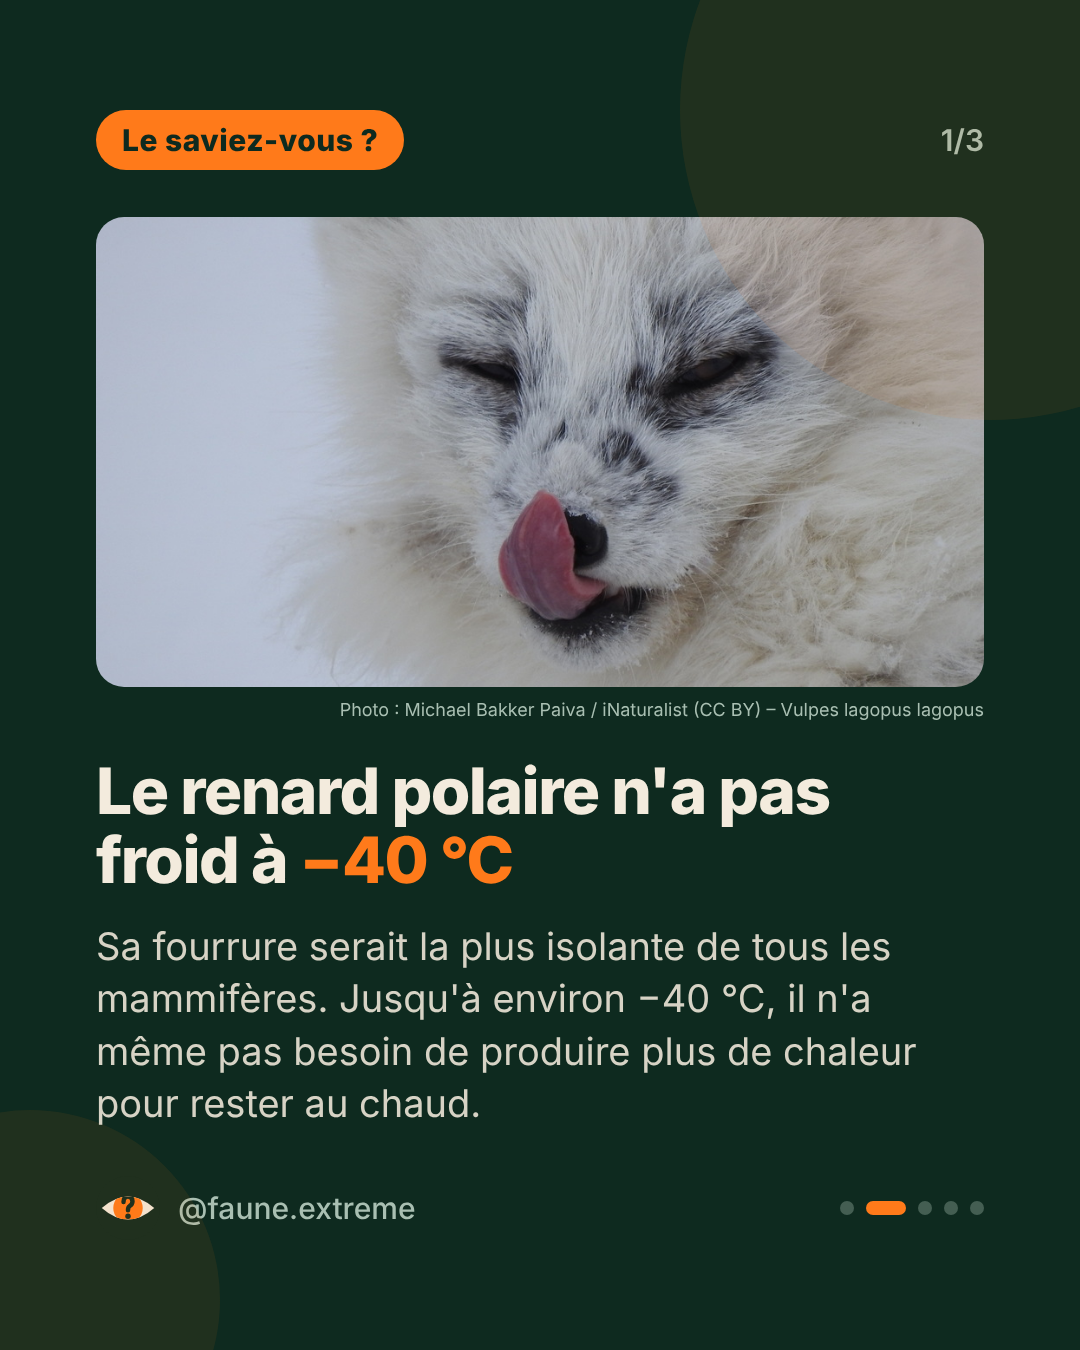 Le saviez-vous ?
1/3
Photo : Michael Bakker Paiva / iNaturalist (CC BY) – Vulpes lagopus lagopus
Le renard polaire n'a pas
froid à −40 °C
Sa fourrure serait la plus isolante de tous les
mammifères. Jusqu'à environ −40 °C, il n'a
même pas besoin de produire plus de chaleur
pour rester au chaud.
?
@faune.extreme